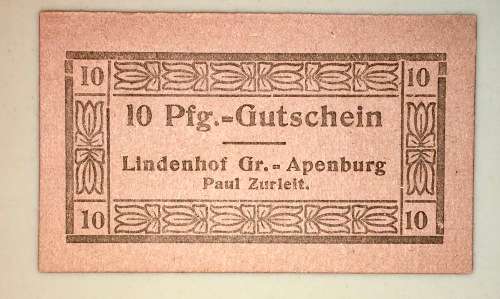 10 10
10 Pfg.-Gutschein
Lindenhof Gr.- Apenburg
Paul Zurleit.
10 10